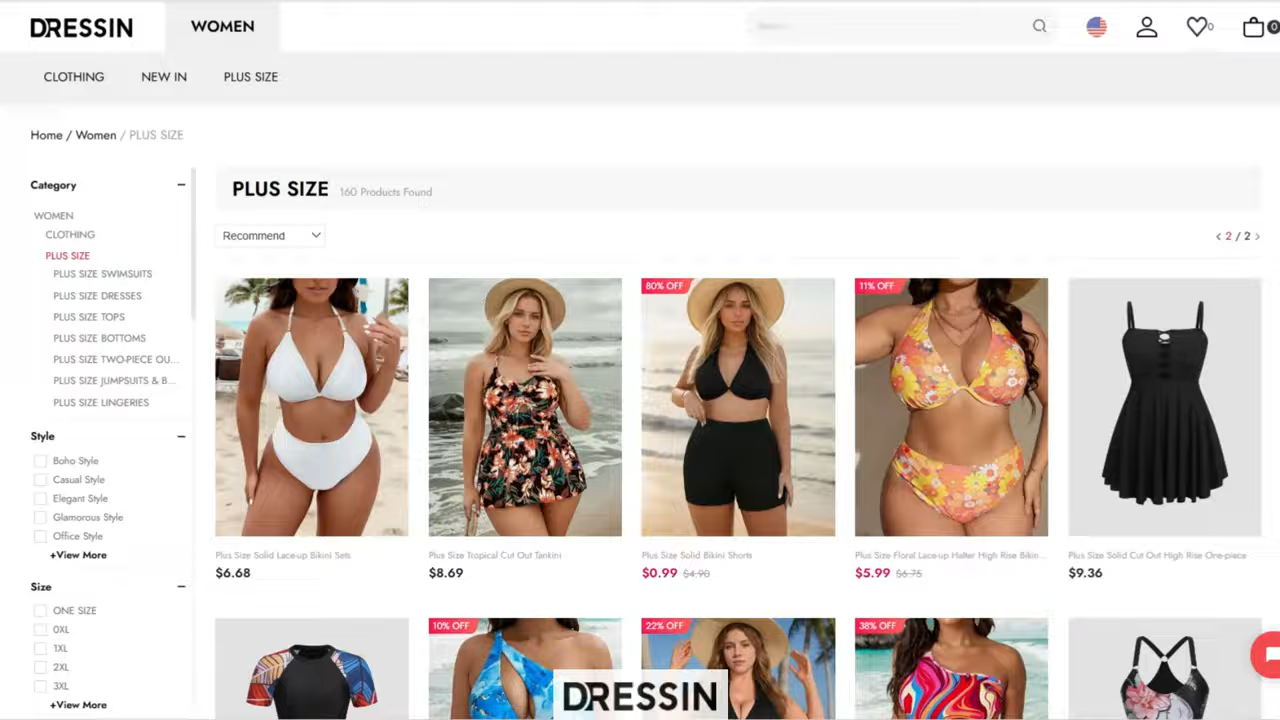 DRESSIN
WOMEN
0
0
CLOTHING
NEW IN
PLUS SIZE
Home / Women / PLUS SIZE
Category
WOMEN
CLOTHING
PLUS SIZE
PLUS SIZE SWIMSUITS
PLUS SIZE DRESSES
PLUS SIZE TOPS
PLUS SIZE BOTTOMS
PLUS SIZE TWO-PIECE OU...
PLUS SIZE JUMPSUITS & B...
PLUS SIZE LINGERIES
Style
Boho Style
Casual Style
Elegant Style
Glamorous Style
Office Style
+View More
Size
ONE SIZE
0XL
1XL
2XL
3XL
+View More
PLUS SIZE 160 Products Found
Recommend
2 / 2
80% OFF
11% OFF
Plus Size Solid Lace-up Bikini Sets
$6.68
Plus Size Tropical Cut Out Tankini
$8.69
Plus Size Solid Bikini Shorts
$0.99 $4.90
Plus Size Floral Lace-up Halter High Rise Bikin...
$5.99 $6.75
Plus Size Solid Cut Out High Rise One-piece
$9.36
10% OFF
22% OFF
38% OFF
DRESSIN